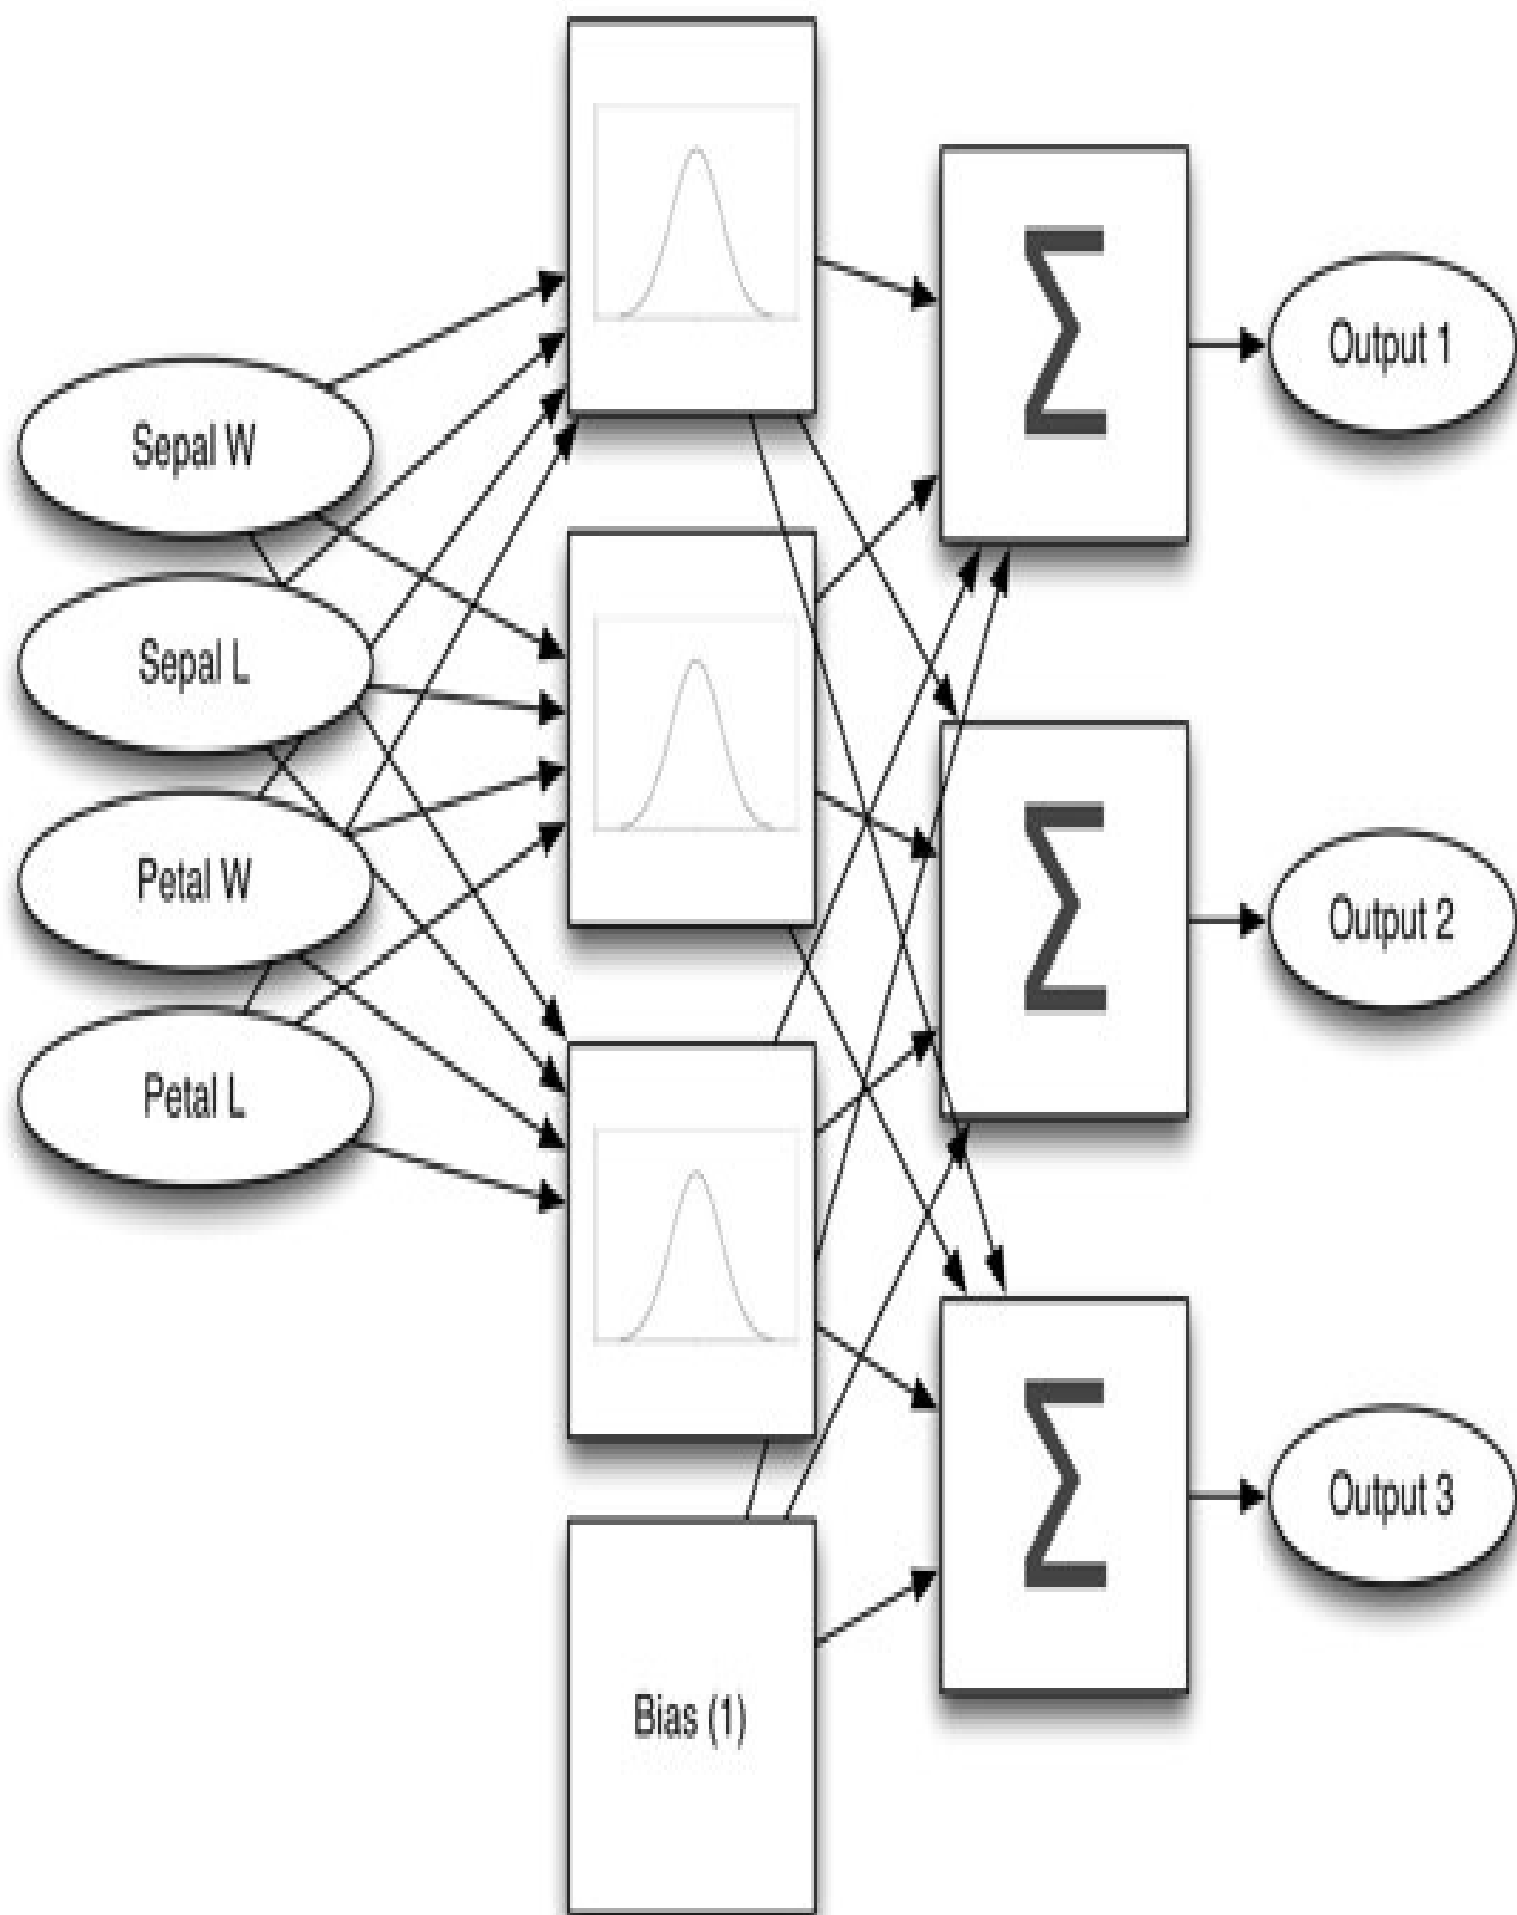 Sepal W
Sepal L
Petal W
Petal L
Bias (1)
Σ
Σ
Σ
Output 1
Output 2
Output 3